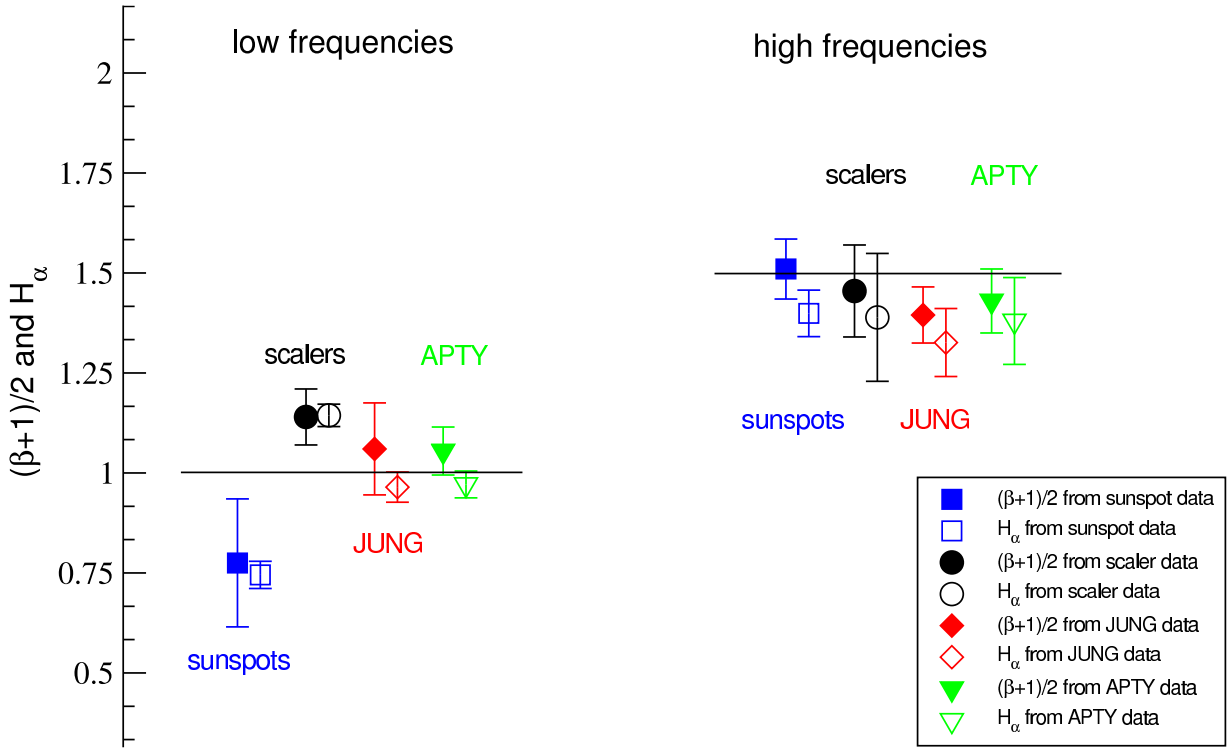 low frequencies
high frequencies
2
1.75
1.5
1.25
1
0.75
0.5
(β+1)/2 and Hα
scalers
APTY
scalers
APTY
sunspots
JUNG
JUNG
sunspots
(β+1)/2 from sunspot data
Hα from sunspot data
(β+1)/2 from scaler data
Hα from scaler data
(β+1)/2 from JUNG data
Hα from JUNG data
(β+1)/2 from APTY data
Hα from APTY data